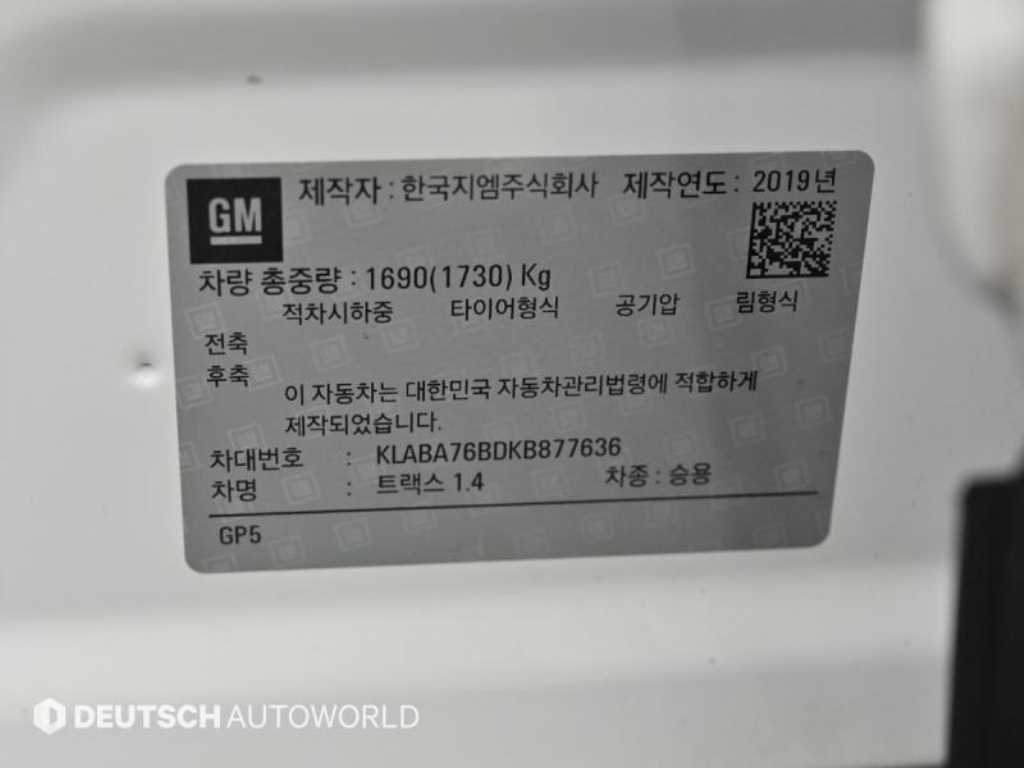 GM 제작자 : 한국지엠주식회사 제작연도 : 2019년
차량 총중량 : 1690(1730) Kg
적차시하중 타이어형식 공기압 림형식
전축
후축
이 자동차는 대한민국 자동차관리법령에 적합하게
제작되었습니다.
차대번호 : KLABA76BDKB877636
차명 : 트랙스 1.4 차종 : 승용
GP5
DEUTSCH AUTOWORLD